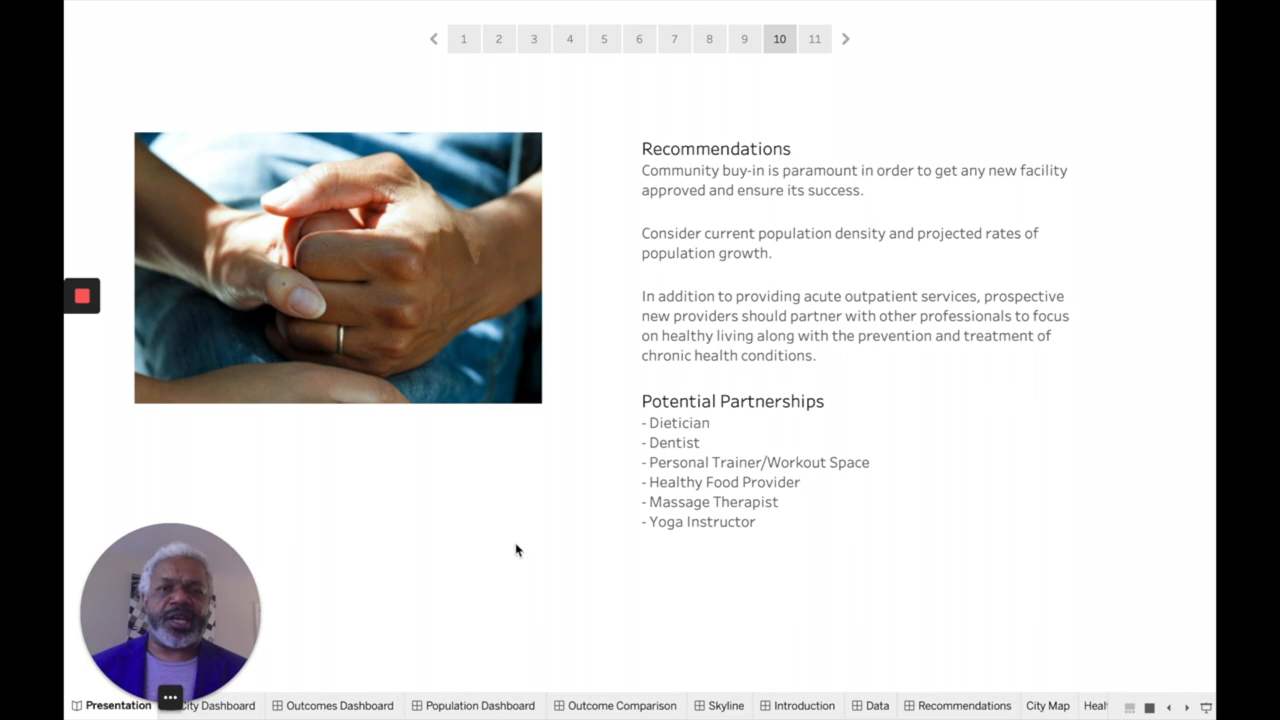 1 2 3 4 5 6 7 8 9 10 11
Recommendations
Community buy-in is paramount in order to get any new facility
approved and ensure its success.
Consider current population density and projected rates of
population growth.
In addition to providing acute outpatient services, prospective
new providers should partner with other professionals to focus
on healthy living along with the prevention and treatment of
chronic health conditions.
Potential Partnerships
- Dietician
- Dentist
- Personal Trainer/Workout Space
- Healthy Food Provider
- Massage Therapist
- Yoga Instructor
Presentation City Dashboard Outcomes Dashboard Population Dashboard Outcome Comparison Skyline Introduction Data Recommendations City Map Heal